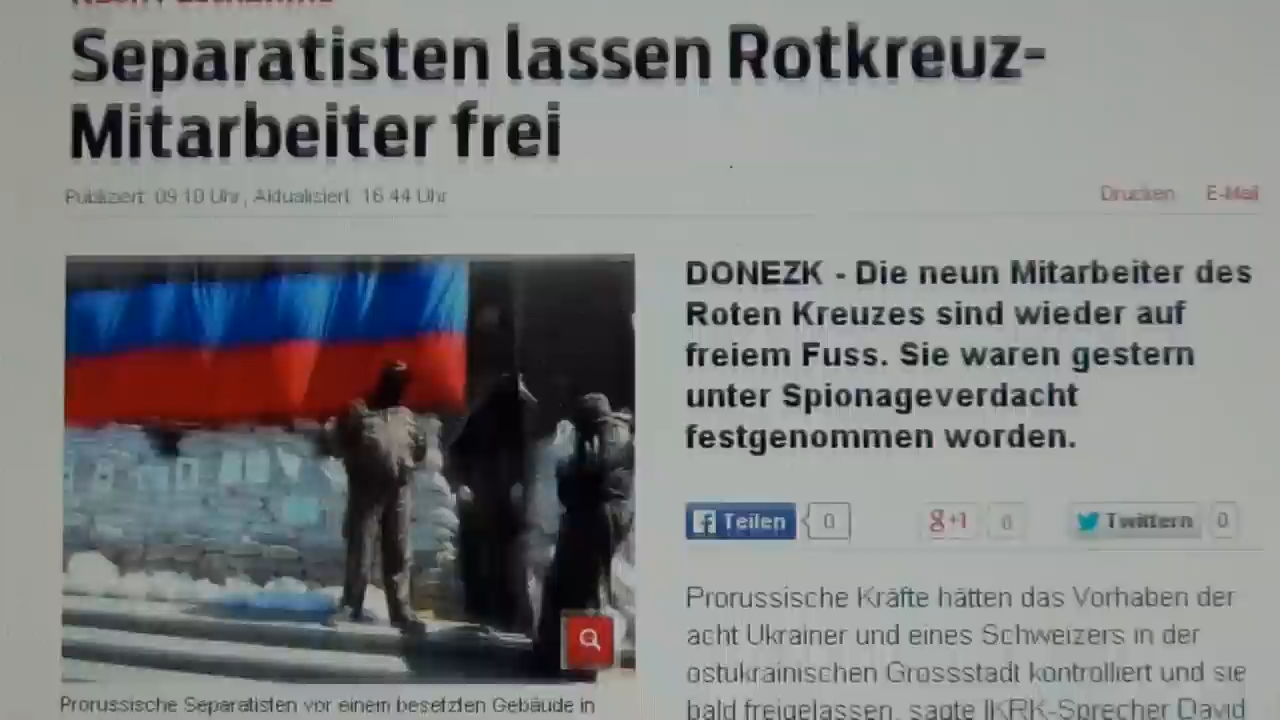 Separatisten lassen Rotkreuz-
Mitarbeiter frei
Publiziert: 09.10 Uhr, Aktualisiert: 16.44 Uhr
Drucken E-Mail
DONEZK - Die neun Mitarbeiter des
Roten Kreuzes sind wieder auf
freiem Fuss. Sie waren gestern
unter Spionageverdacht
festgenommen worden.
Teilen 0 g+1 0 Twittern 0
Prorussische Kräfte hätten das Vorhaben der
acht Ukrainer und eines Schweizers in der
ostukrainischen Grossstadt kontrolliert und sie
bald freigelassen, sagte IKRK-Sprecher David
Prorussische Separatisten vor einem besetzten Gebäude in